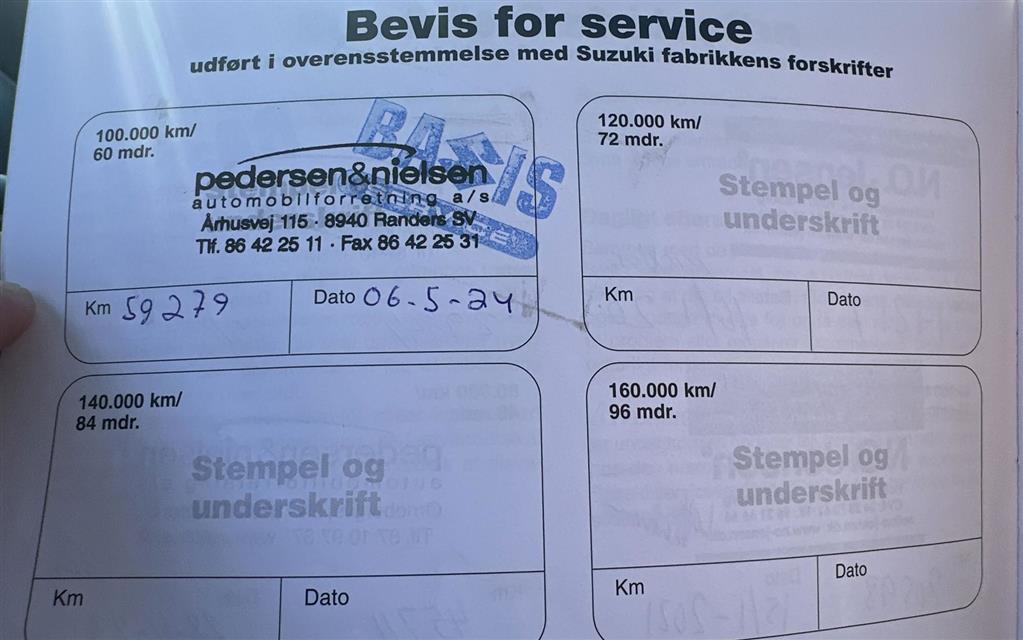 Bevis for service
udført i overensstemmelse med Suzuki fabrikkens forskrifter
100.000 km/
60 mdr.
BASIS
pedersen&nielsen
automobilforretning a/s
Århusvej 115 · 8940 Randers SV
Tlf. 86 42 25 11 · Fax 86 42 25 31
Km 59279
Dato 06-5-24
120.000 km/
72 mdr.
Stempel og
underskrift
Km
Dato
140.000 km/
84 mdr.
Stempel og
underskrift
Km
Dato
160.000 km/
96 mdr.
Stempel og
underskrift
Km
Dato